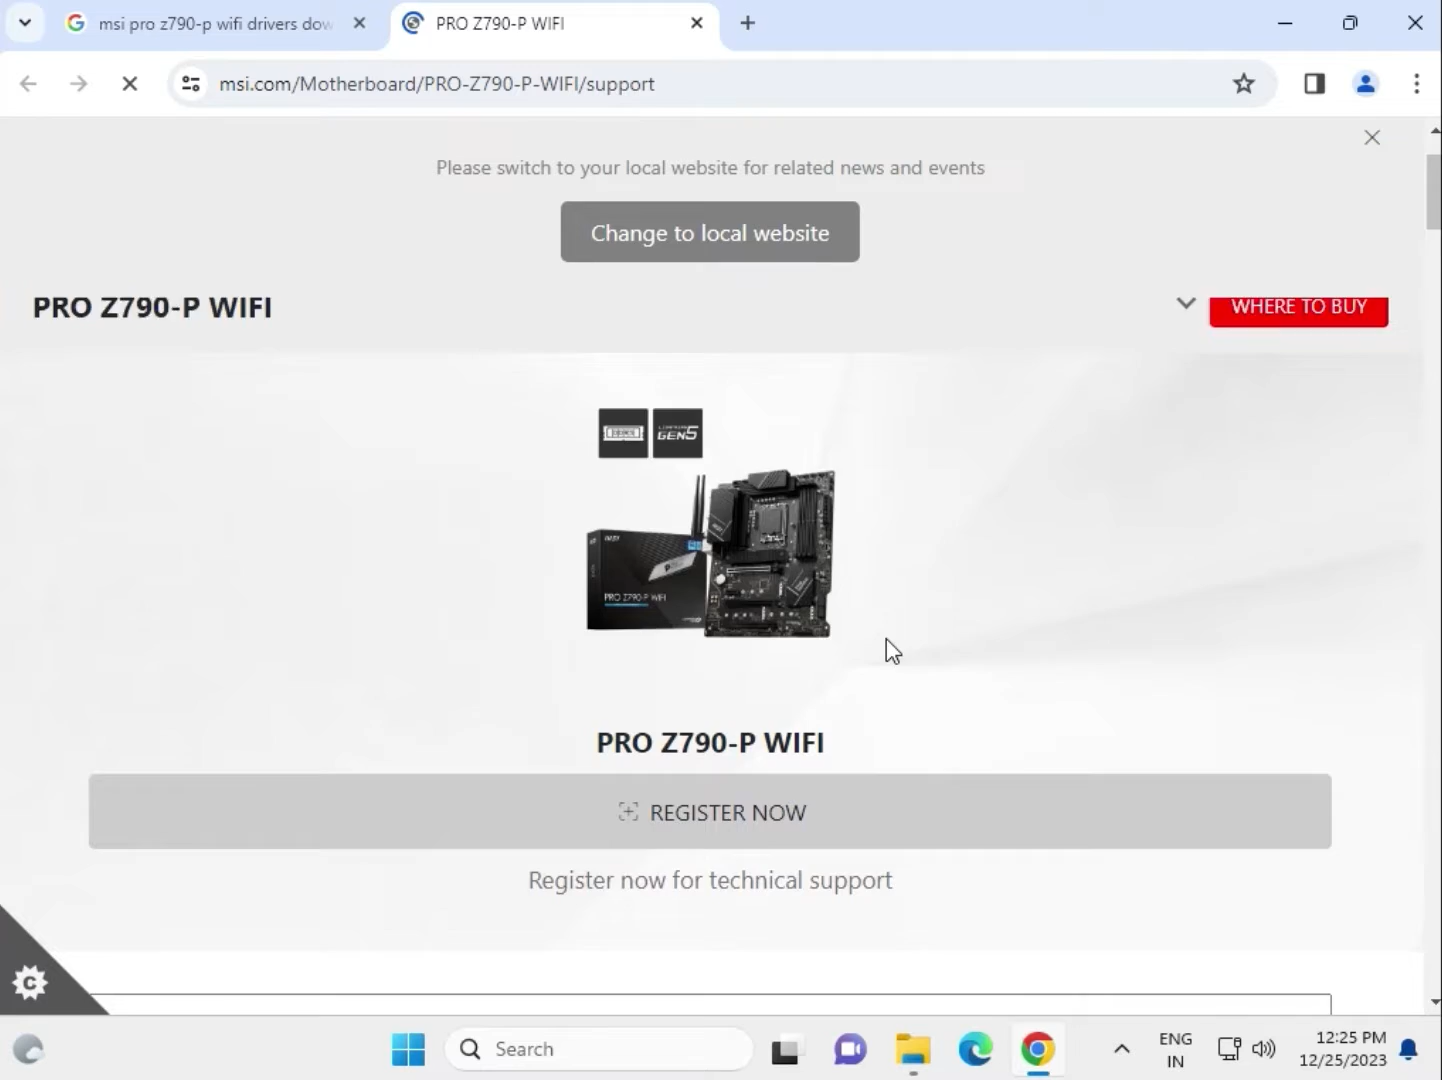 msi pro z790-p wifi drivers dow
PRO Z790-P WIFI
msi.com/Motherboard/PRO-Z790-P-WIFI/support
Please switch to your local website for related news and events
Change to local website
PRO Z790-P WIFI
WHERE TO BUY
GEN5
PRO Z790-P WIFI
PRO Z790-P WIFI
REGISTER NOW
Register now for technical support
Search
ENG
IN
12:25 PM
12/25/2023